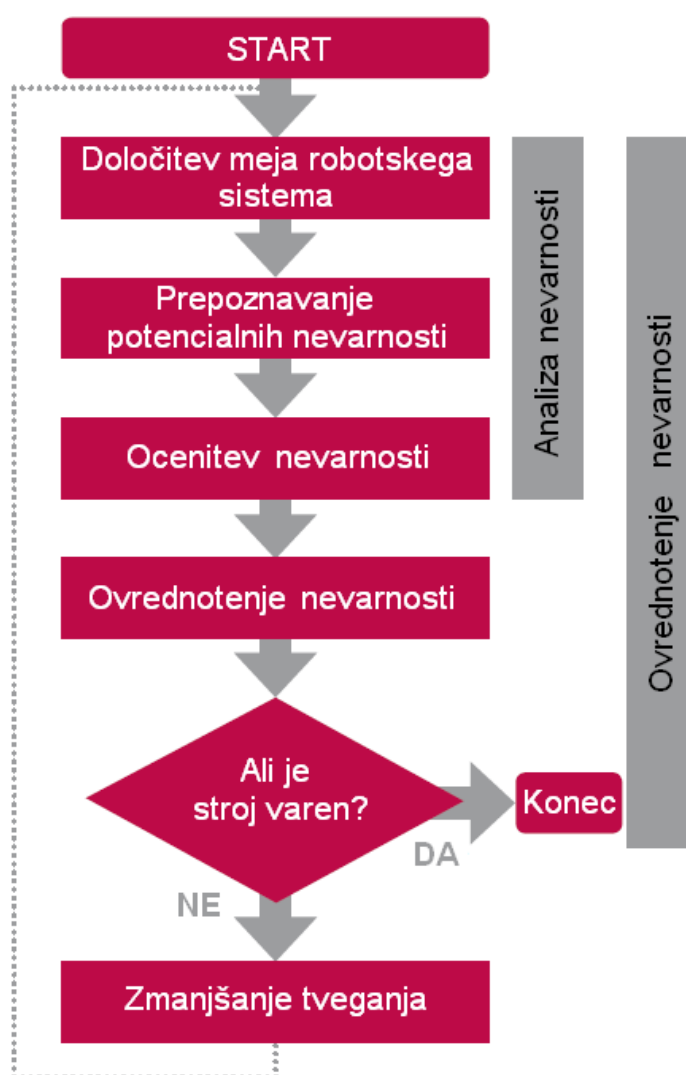 START
Določitev meja robotskega
sistema
Prepoznavanje
potencialnih nevarnosti
Ocenitev nevarnosti
Ovrednotenje nevarnosti
Ali je
stroj varen?
DA
Konec
NE
Zmanjšanje tveganja
Analiza nevarnosti
Ovrednotenje nevarnosti